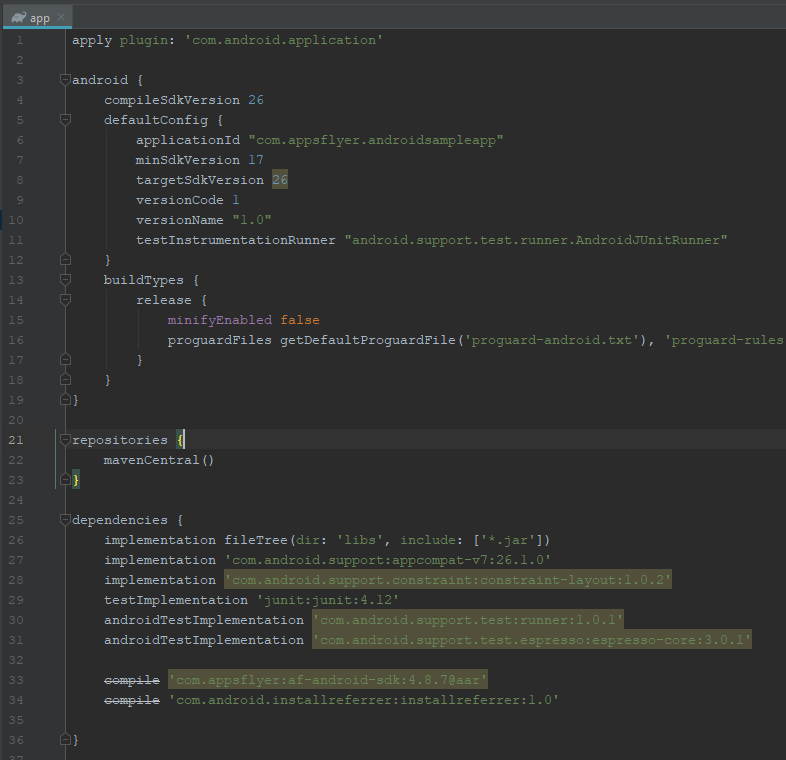 app
1 apply plugin: 'com.android.application'
2
3 android {
4 compileSdkVersion 26
5 defaultConfig {
6 applicationId "com.appsflyer.androidsampleapp"
7 minSdkVersion 17
8 targetSdkVersion 26
9 versionCode 1
10 versionName "1.0"
11 testInstrumentationRunner "android.support.test.runner.AndroidJUnitRunner"
12 }
13 buildTypes {
14 release {
15 minifyEnabled false
16 proguardFiles getDefaultProguardFile('proguard-android.txt'), 'proguard-rules
17 }
18 }
19 }
20
21 repositories {
22 mavenCentral()
23 }
24
25 dependencies {
26 implementation fileTree(dir: 'libs', include: ['*.jar'])
27 implementation 'com.android.support:appcompat-v7:26.1.0'
28 implementation 'com.android.support.constraint:constraint-layout:1.0.2'
29 testImplementation 'junit:junit:4.12'
30 androidTestImplementation 'com.android.support.test:runner:1.0.1'
31 androidTestImplementation 'com.android.support.test.espresso:espresso-core:3.0.1'
32
33 compile 'com.appsflyer:af-android-sdk:4.8.7@aar'
34 compile 'com.android.installreferrer:installreferrer:1.0'
35
36 }
37